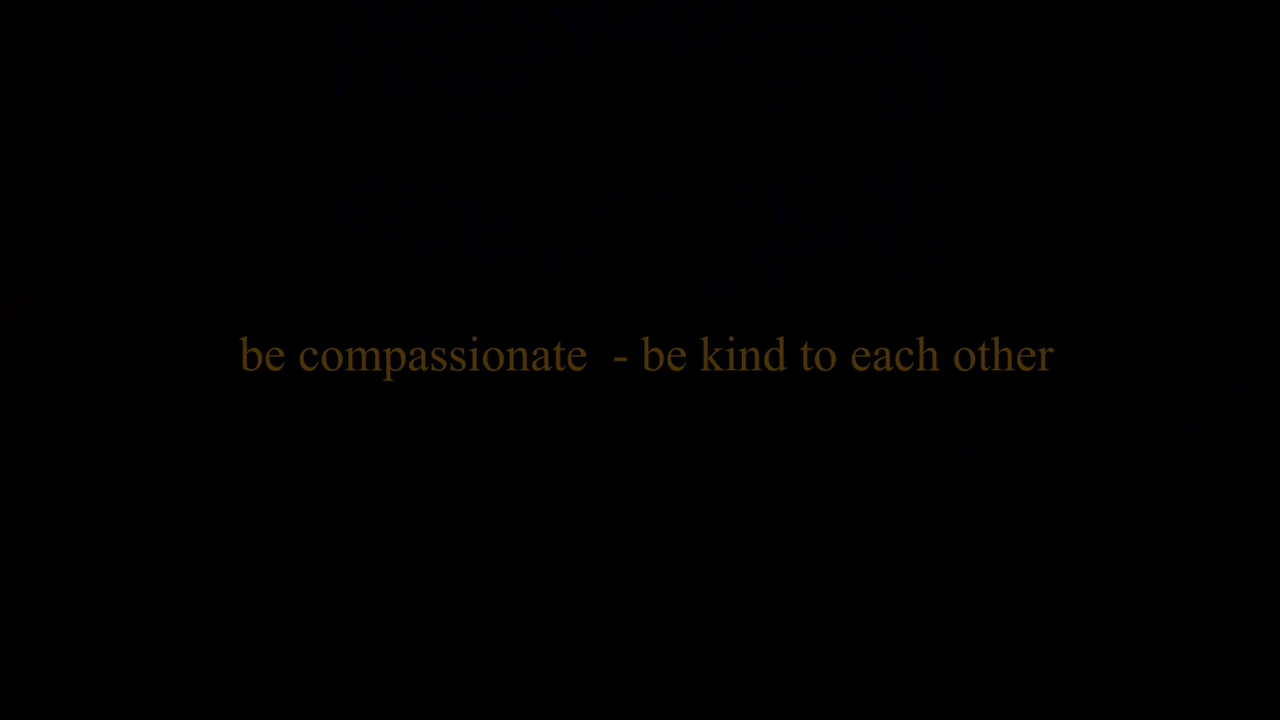 be compassionate  - be kind to each other